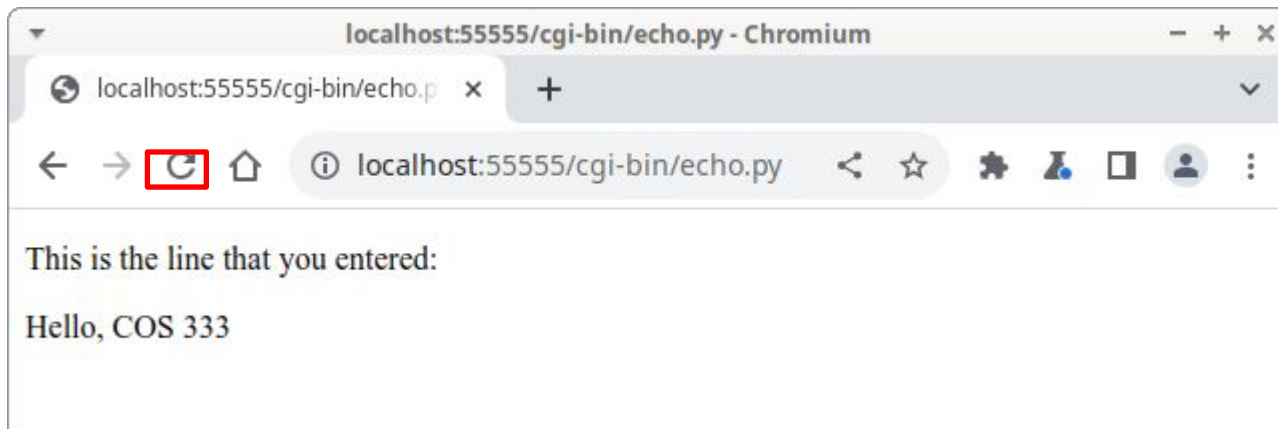 localhost:55555/cgi-bin/echo.py - Chromium
localhost:55555/cgi-bin/echo.p
localhost:55555/cgi-bin/echo.py
This is the line that you entered:
Hello, COS 333